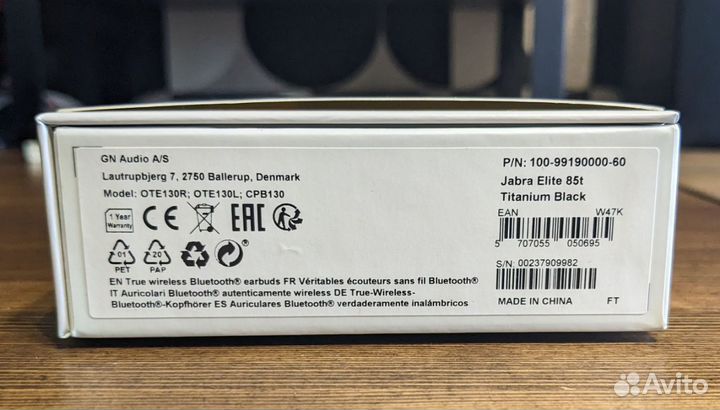 GN Audio A/S
Lautrupbjerg 7, 2750 Ballerup, Denmark
Model: OTE130R; OTE130L; CPB130
1 Year
Warranty
CE
EAC
01
PET
20
PAP
EN True wireless Bluetooth® earbuds FR Véritables écouteurs sans fil Bluetooth®
IT Auricolari Bluetooth® autenticamente wireless DE True-Wireless-
Bluetooth®-Kopfhörer ES Auriculares Bluetooth® verdaderamente inalámbricos
P/N: 100-99190000-60
Jabra Elite 85t
Titanium Black
EAN W47K
5 707055 050695
S/N: 00237909982
MADE IN CHINA FT
Avito